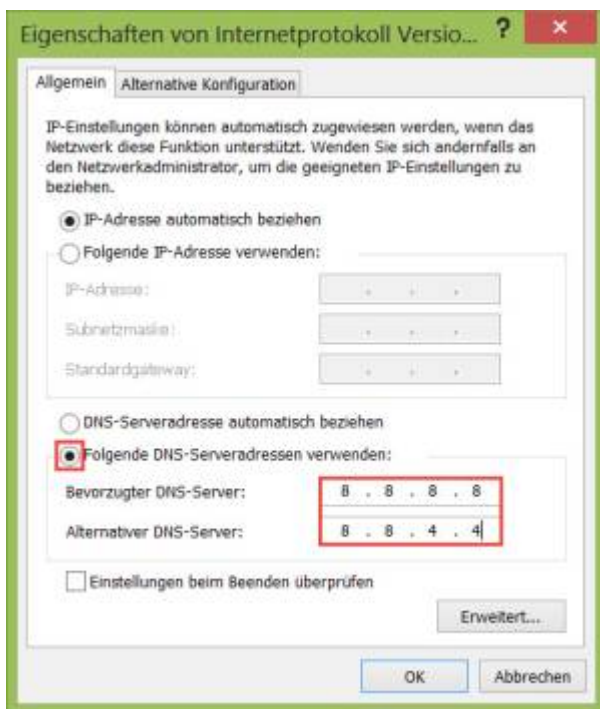 Eigenschaften von Internetprotokoll Versio... ?
Allgemein Alternative Konfiguration
IP-Einstellungen können automatisch zugewiesen werden, wenn das
Netzwerk diese Funktion unterstützt. Wenden Sie sich andernfalls an
den Netzwerkadministrator, um die geeigneten IP-Einstellungen zu
beziehen.
IP-Adresse automatisch beziehen
Folgende IP-Adresse verwenden:
IP-Adresse:
Subnetzmaske:
Standardgateway:
DNS-Serveradresse automatisch beziehen
Folgende DNS-Serveradressen verwenden:
Bevorzugter DNS-Server: 8 . 8 . 8 . 8
Alternativer DNS-Server: 8 . 8 . 4 . 4
Einstellungen beim Beenden überprüfen
Erweitert...
OK Abbrechen